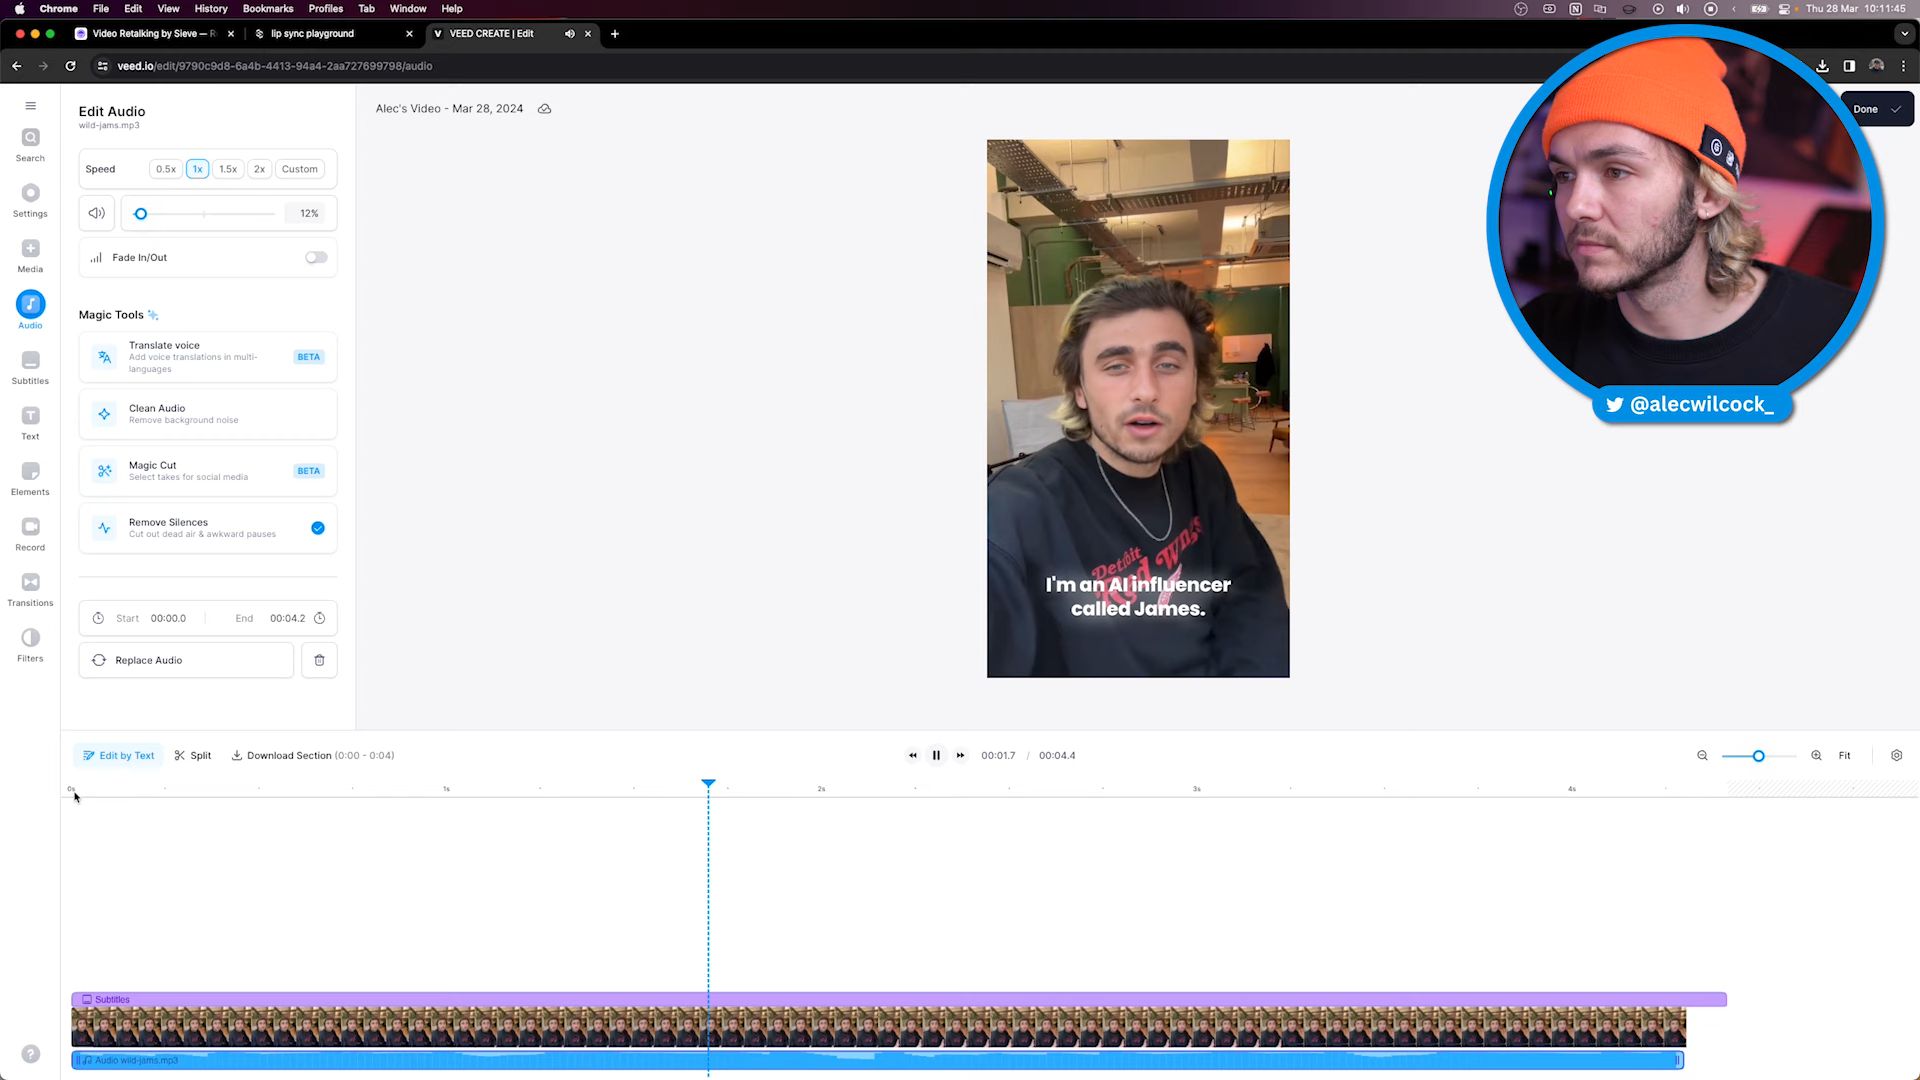 Chrome File Edit View History Bookmarks Profiles Tab Window Help
Thu 28 Mar 10:11:45
Video Retalking by Sieve — R
lip sync playground
VEED CREATE | Edit
veed.io/edit/9790c9d8-6a4b-4413-94a4-2aa727699798/audio
Edit Audio
wild-jams.mp3
Alec's Video - Mar 28, 2024
Done
Search
Settings
Media
Audio
Subtitles
Text
Elements
Record
Transitions
Filters
Speed 0.5x 1x 1.5x 2x Custom
12%
Fade In/Out
Magic Tools
Translate voice
Add voice translations in multi-
languages
BETA
Clean Audio
Remove background noise
Magic Cut
Select takes for social media
BETA
Remove Silences
Cut out dead air & awkward pauses
Start 00:00.0 End 00:04.2
Replace Audio
Detroit
Red Wings
I'm an AI influencer
called James.
@alecwilcock_
Edit by Text Split Download Section (0:00 - 0:04) 00:01.7 / 00:04.4 Fit
0s 1s 2s 3s 4s
Subtitles
Audio wild-jams.mp3